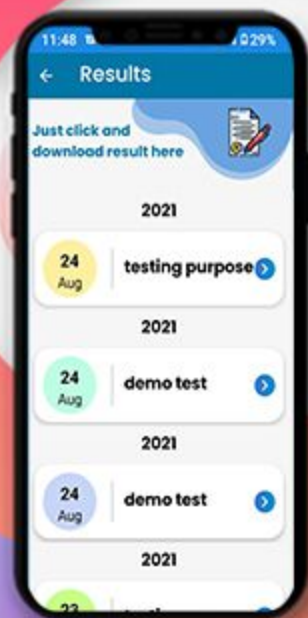 11:48
29%
← Results
Just click and
download result here
2021
24
Aug
testing purpose
2021
24
Aug
demo test
2021
24
Aug
demo test
2021
23